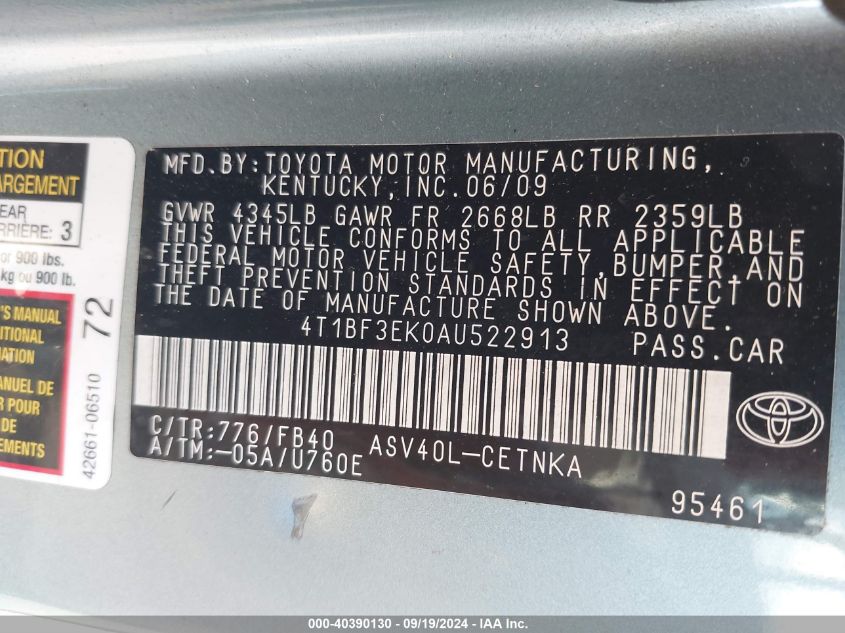 TION
ARGEMENT
EAR
ARRIÈRE: 3
or 900 lbs.
kg ou 900 lb.
'S MANUAL
DITIONAL
MATION
ANUEL DE
R POUR
DE
EMENTS
42661-06510
72
MFD.BY:TOYOTA MOTOR MANUFACTURING,
KENTUCKY,INC.06/09
GVWR 4345LB GAWR FR 2668LB RR 2359LB
THIS VEHICLE CONFORMS TO ALL APPLICABLE
FEDERAL MOTOR VEHICLE SAFETY,BUMPER,AND
THEFT PREVENTION STANDARDS IN EFFECT ON
THE DATE OF MANUFACTURE SHOWN ABOVE.
4T1BF3EK0AU522913 PASS.CAR
C/TR:776/FB40 ASV40L-CETNKA
A/TM:-05A/U760E
95461
000-40390130 - 09/19/2024 - IAA Inc.